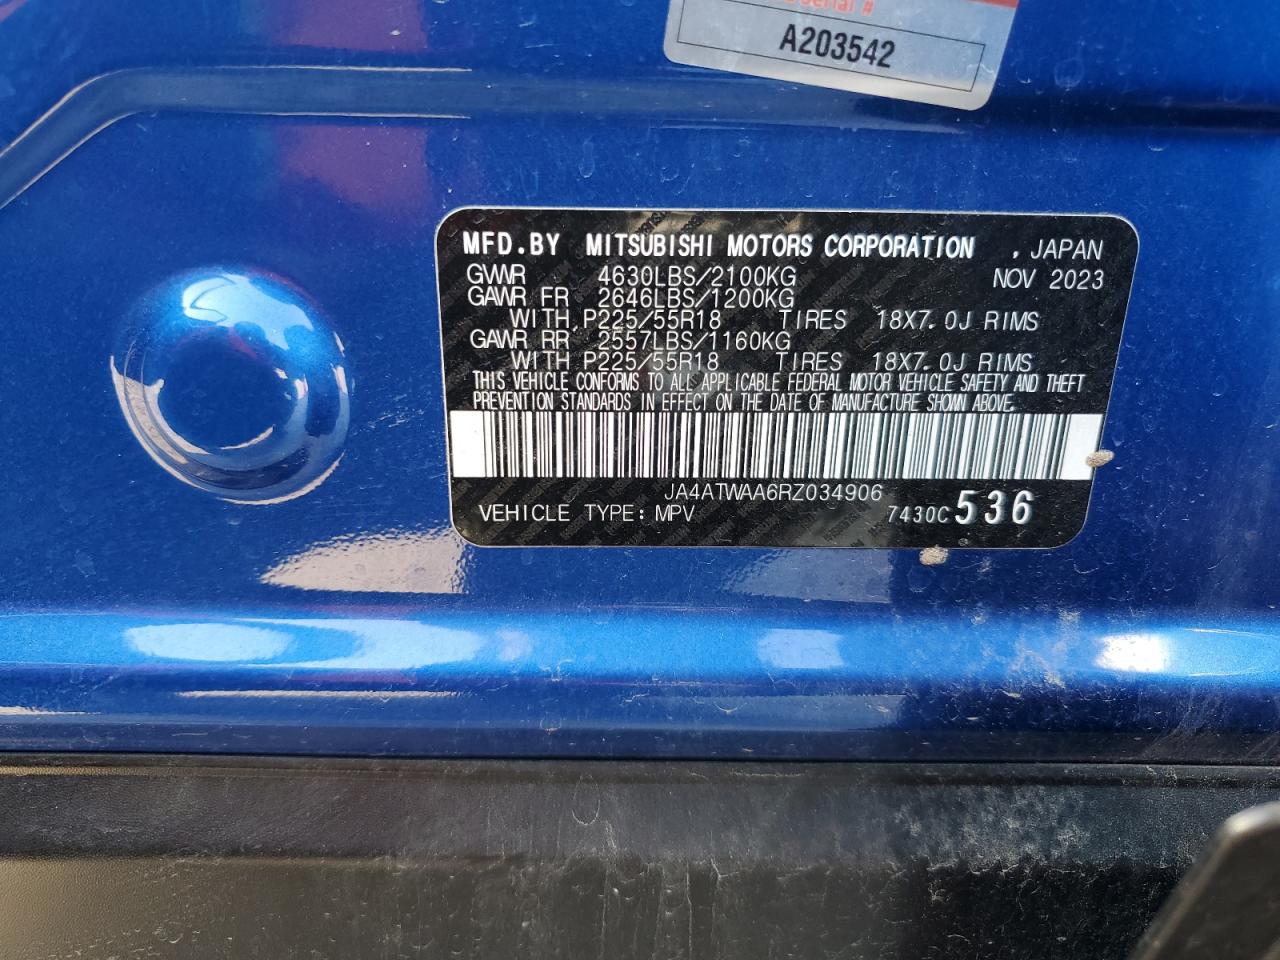 Serial #
A203542
MFD.BY MITSUBISHI MOTORS CORPORATION , JAPAN
GVWR 4630LBS/2100KG NOV 2023
GAWR FR 2646LBS/1200KG
WITH P225/55R18 TIRES 18X7.0J RIMS
GAWR RR 2557LBS/1160KG
WITH P225/55R18 TIRES 18X7.0J RIMS
THIS VEHICLE CONFORMS TO ALL APPLICABLE FEDERAL MOTOR VEHICLE SAFETY AND THEFT
PREVENTION STANDARDS IN EFFECT ON THE DATE OF MANUFACTURE SHOWN ABOVE.
JA4ATWAA6RZ034906
VEHICLE TYPE: MPV 7430C 536